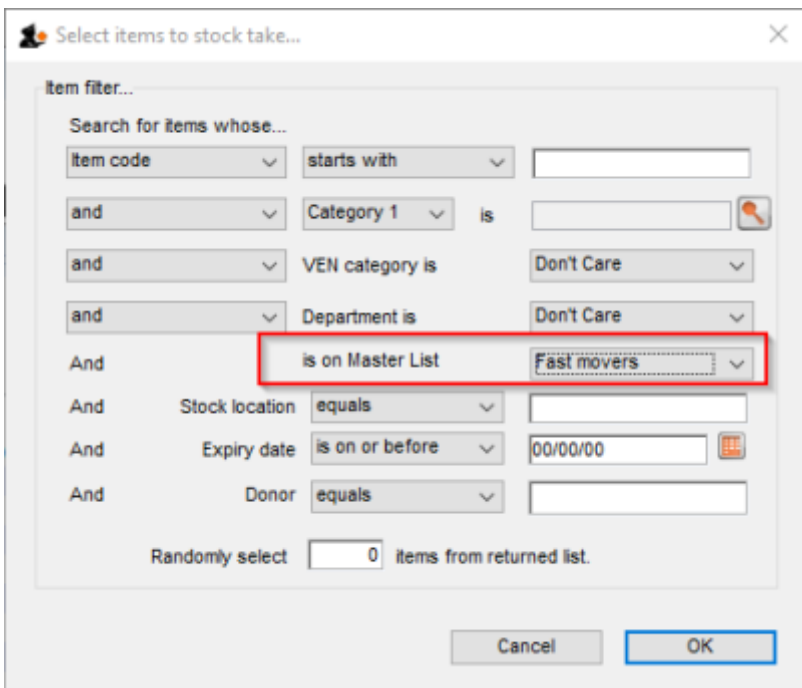 Select items to stock take...
Item filter...
Search for items whose...
Item code starts with
and Category 1 is
and VEN category is Don't Care
and Department is Don't Care
And is on Master List Fast movers
And Stock location equals
And Expiry date is on or before 00/00/00
And Donor equals
Randomly select 0 items from returned list.
Cancel OK